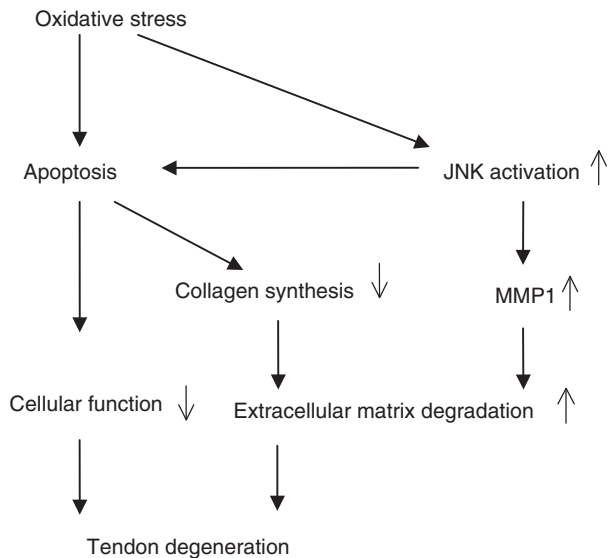 Oxidative stress
Apoptosis
JNK activation
Collagen synthesis
MMP1
Cellular function
Extracellular matrix degradation
Tendon degeneration